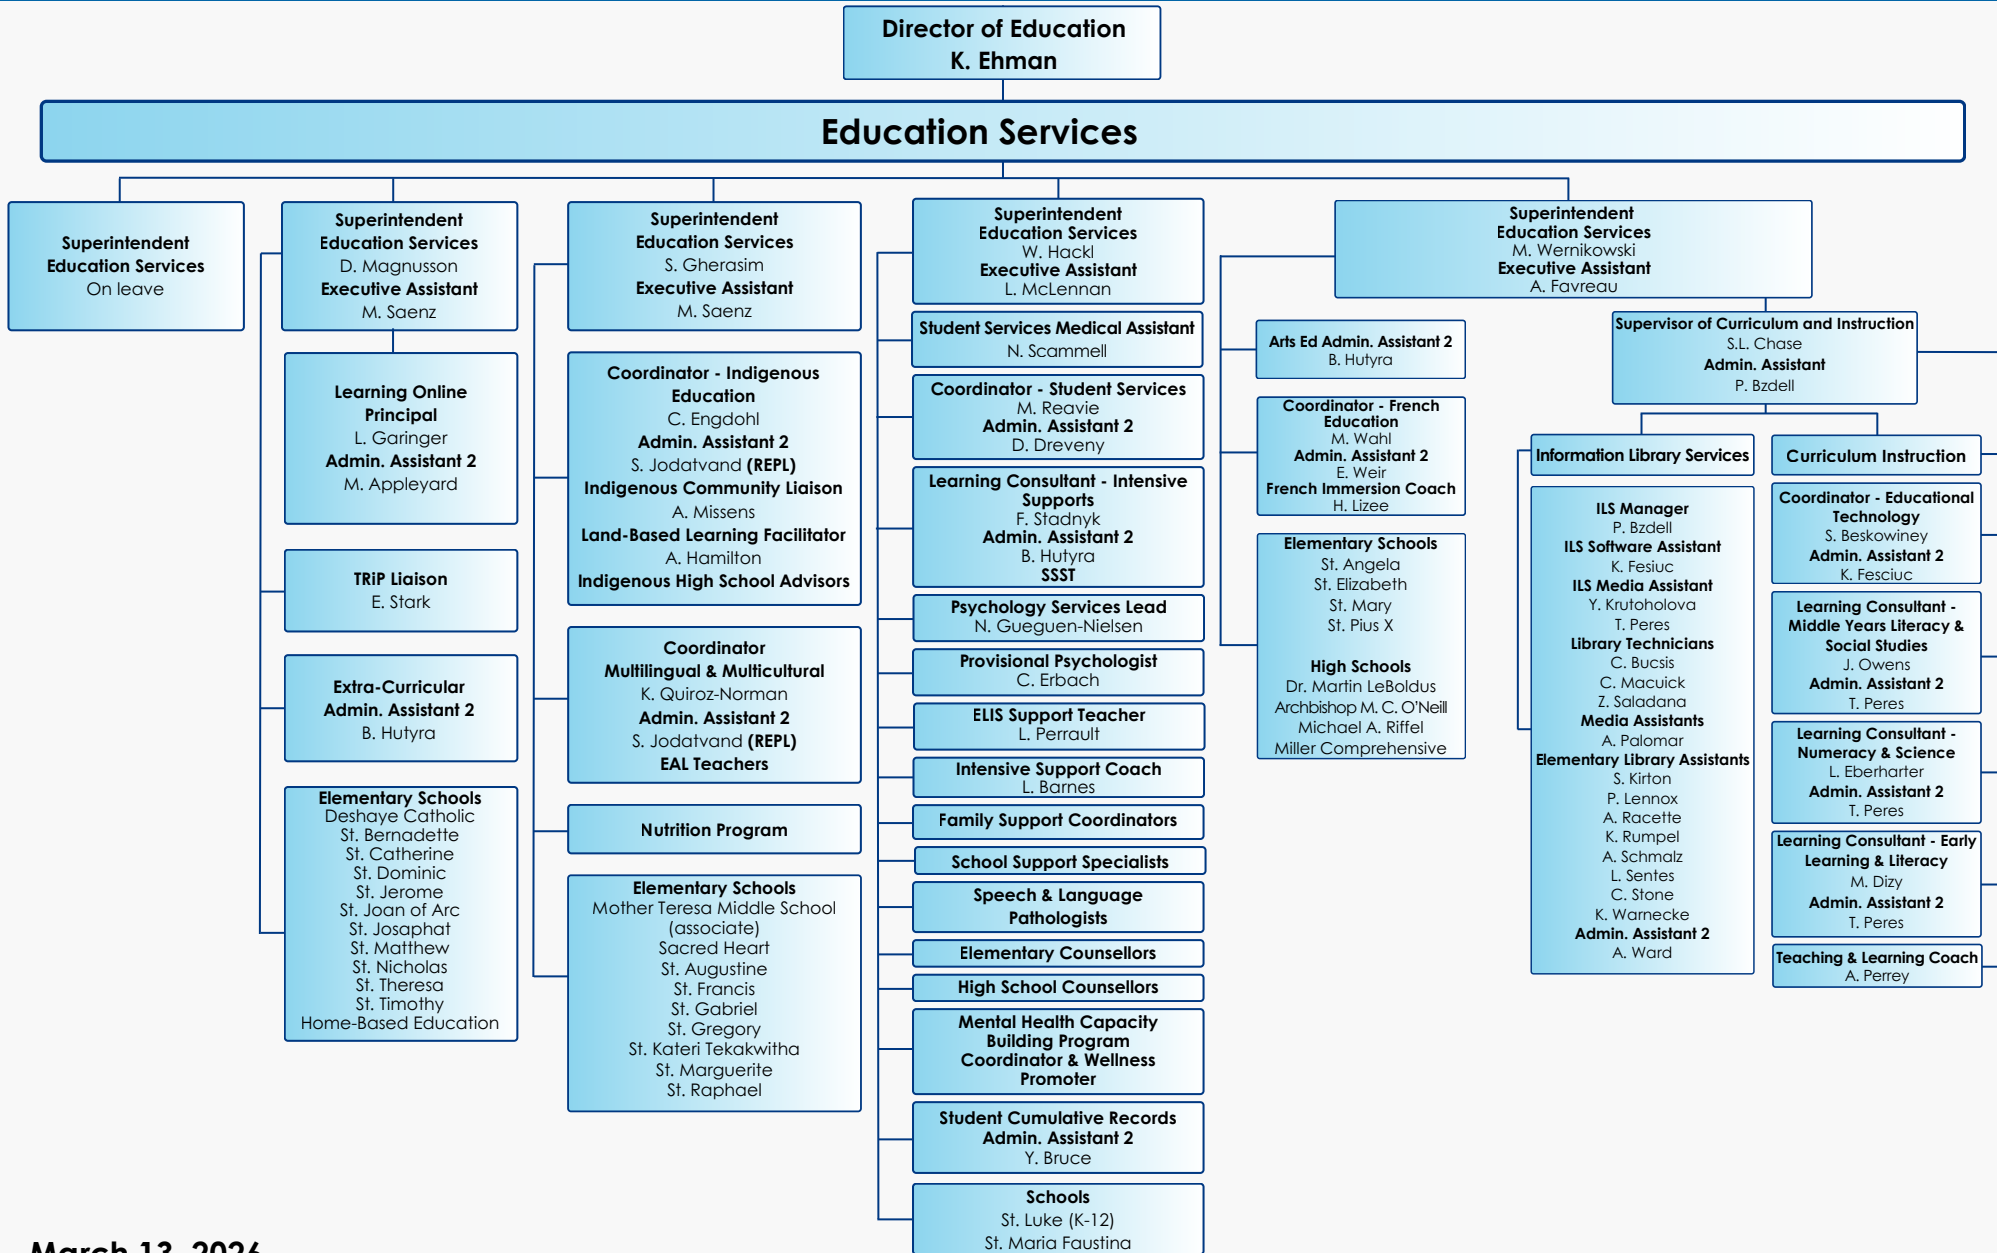 Director of Education
K. Ehman
Education Services
Superintendent
Education Services
On leave
Superintendent
Education Services
D. Magnusson
Executive Assistant
M. Saenz
Learning Online
Principal
L. Garinger
Admin. Assistant 2
M. Appleyard
TRiP Liaison
E. Stark
Extra-Curricular
Admin. Assistant 2
B. Hutyra
Elementary Schools
Deshaye Catholic
St. Bernadette
St. Catherine
St. Dominic
St. Jerome
St. Joan of Arc
St. Josaphat
St. Matthew
St. Nicholas
St. Theresa
St. Timothy
Home-Based Education
Superintendent
Education Services
S. Gherasim
Executive Assistant
M. Saenz
Coordinator - Indigenous
Education
C. Engdohl
Admin. Assistant 2
S. Jodatvand (REPL)
Indigenous Community Liaison
A. Missens
Land-Based Learning Facilitator
A. Hamilton
Indigenous High School Advisors
Coordinator
Multilingual & Multicultural
K. Quiroz-Norman
Admin. Assistant 2
S. Jodatvand (REPL)
EAL Teachers
Nutrition Program
Elementary Schools
Mother Teresa Middle School
(associate)
Sacred Heart
St. Augustine
St. Francis
St. Gabriel
St. Gregory
St. Kateri Tekakwitha
St. Marguerite
St. Raphael
Superintendent
Education Services
W. Hackl
Executive Assistant
L. McLennan
Student Services Medical Assistant
N. Scammell
Coordinator - Student Services
M. Reavie
Admin. Assistant 2
D. Dreveny
Learning Consultant - Intensive
Supports
F. Stadnyk
Admin. Assistant 2
B. Hutyra
SSST
Psychology Services Lead
N. Gueguen-Nielsen
Provisional Psychologist
C. Erbach
ELIS Support Teacher
L. Perrault
Intensive Support Coach
L. Barnes
Family Support Coordinators
School Support Specialists
Speech & Language
Pathologists
Elementary Counsellors
High School Counsellors
Mental Health Capacity
Building Program
Coordinator & Wellness
Promoter
Student Cumulative Records
Admin. Assistant 2
Y. Bruce
Schools
St. Luke (K-12)
St. Maria Faustina
Superintendent
Education Services
M. Wernikowski
Executive Assistant
A. Favreau
Arts Ed Admin. Assistant 2
B. Hutyra
Coordinator - French
Education
M. Wahl
Admin. Assistant 2
E. Weir
French Immersion Coach
H. Lizee
Elementary Schools
St. Angela
St. Elizabeth
St. Mary
St. Pius X
High Schools
Dr. Martin LeBoldus
Archbishop M. C. O'Neill
Michael A. Riffel
Miller Comprehensive
Supervisor of Curriculum and Instruction
S.L. Chase
Admin. Assistant
P. Bzdell
Information Library Services
ILS Manager
P. Bzdell
ILS Software Assistant
K. Fesiuc
ILS Media Assistant
Y. Krutoholova
T. Peres
Library Technicians
C. Bucsis
C. Macuick
Z. Saladana
Media Assistants
A. Palomar
Elementary Library Assistants
S. Kirton
P. Lennox
A. Racette
K. Rumpel
A. Schmalz
L. Sentes
C. Stone
K. Warnecke
Admin. Assistant 2
A. Ward
Curriculum Instruction
Coordinator - Educational
Technology
S. Beskowiney
Admin. Assistant 2
K. Fesciuc
Learning Consultant -
Middle Years Literacy &
Social Studies
J. Owens
Admin. Assistant 2
T. Peres
Learning Consultant -
Numeracy & Science
L. Eberharter
Admin. Assistant 2
T. Peres
Learning Consultant - Early
Learning & Literacy
M. Dizy
Admin. Assistant 2
T. Peres
Teaching & Learning Coach
A. Perrey
March 13, 2026